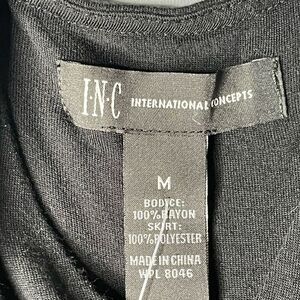 I·N·C INTERNATIONAL CONCEPTS
M
BODICE:
100% RAYON
SKIRT:
100% POLYESTER
MADE IN CHINA
WPL 8046